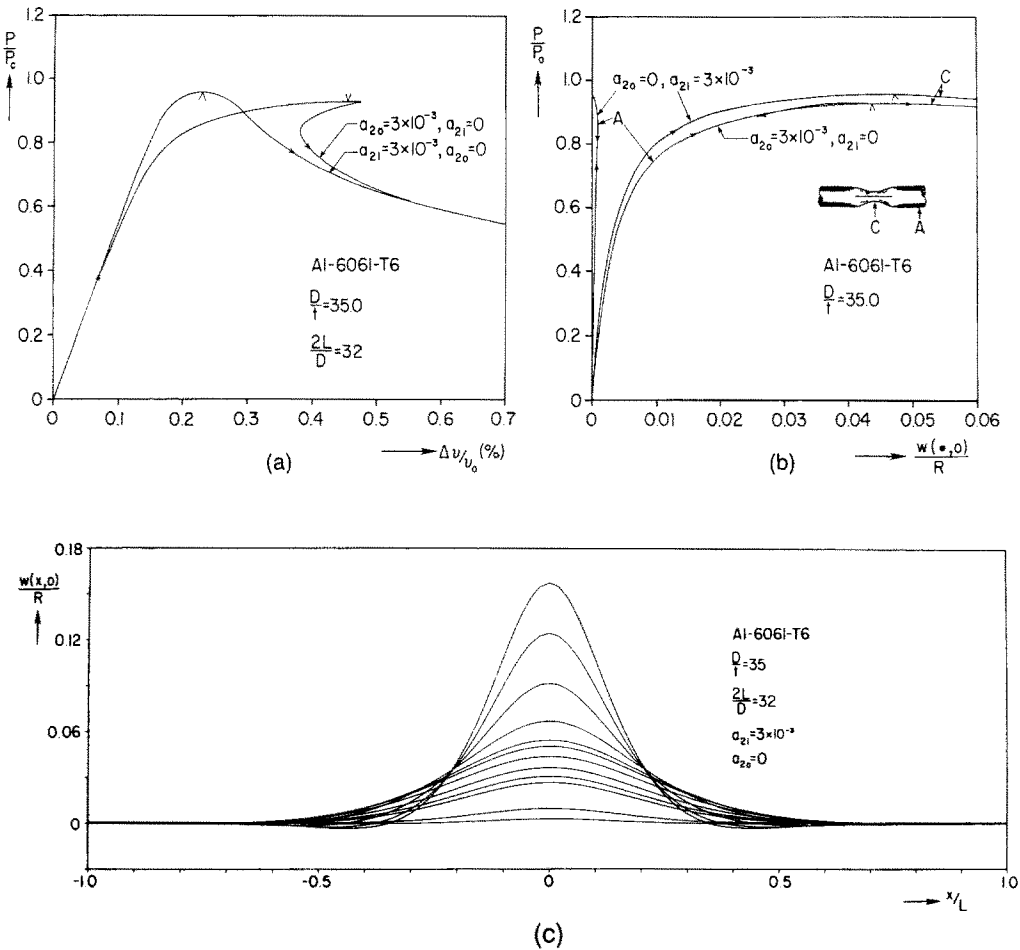 1.2
P/P꜀
1.0
0.8
0.6
0.4
0.2
0
0
0.1
0.2
0.3
0.4
0.5
0.6
0.7
a₂₀=3×10⁻³, a₂₁=0
a₂₁=3×10⁻³, a₂₀=0
Al-6061-T6
D/t=35.0
2L/D=32
Δυ/υ₀(%)
(a)
1.2
P/P₀
1.0
0.8
0.6
0.4
0.2
0
0
0.01
0.02
0.03
0.04
0.05
0.06
a₂₀=0, a₂₁=3×10⁻³
A
C
a₂₀=3×10⁻³, a₂₁=0
C
A
Al-6061-T6
D/t=35.0
w(*,0)/R
(b)
0.18
w(x,0)/R
0.12
0.06
0
-1.0
-0.5
0
0.5
1.0
Al-6061-T6
D/t=35
2L/D=32
a₂₁=3×10⁻³
a₂₀=0
x/L
(c)